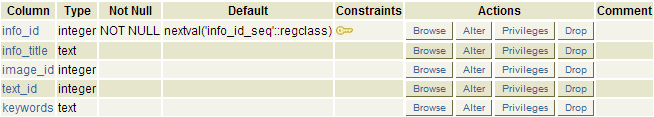 Column Type Not Null Default Constraints Actions Comment
info_id integer NOT NULL nextval('info_id_seq'::regclass) Browse Alter Privileges Drop
info_title text Browse Alter Privileges Drop
image_id integer Browse Alter Privileges Drop
text_id integer Browse Alter Privileges Drop
keywords text Browse Alter Privileges Drop